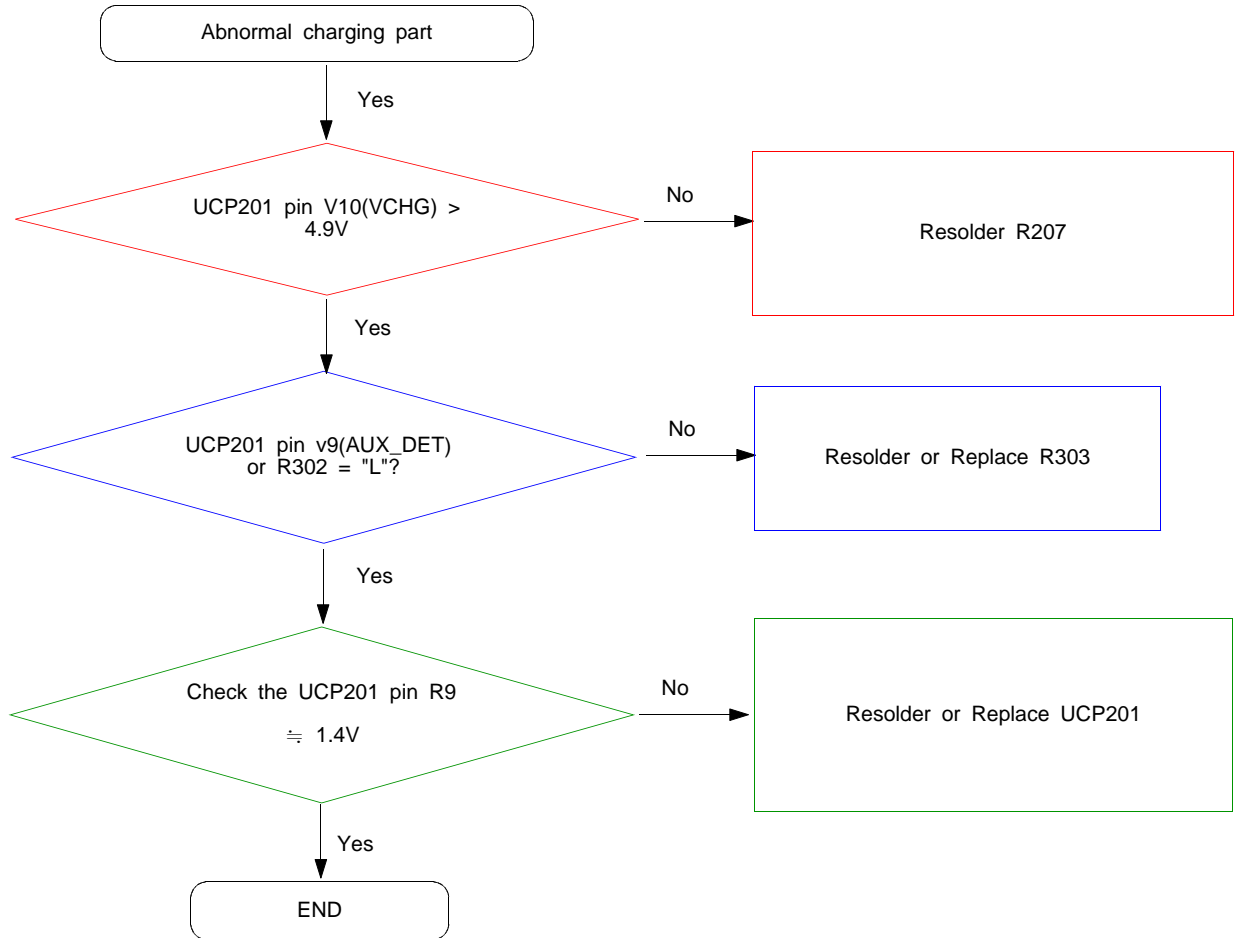 Abnormal charging part
Yes
UCP201 pin V10(VCHG) >
4.9V
No
Resolder R207
Yes
UCP201 pin v9(AUX_DET)
or R302 = "L"?
No
Resolder or Replace R303
Yes
Check the UCP201 pin R9
≒ 1.4V
No
Resolder or Replace UCP201
Yes
END